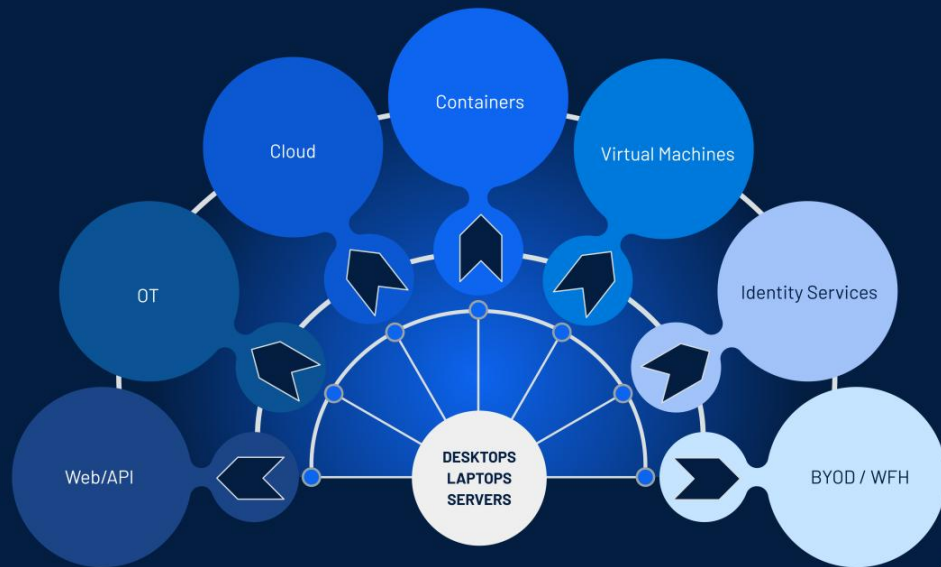 Containers
Cloud
Virtual Machines
OT
Identity Services
DESKTOPS
LAPTOPS
SERVERS
Web/API
BYOD / WFH